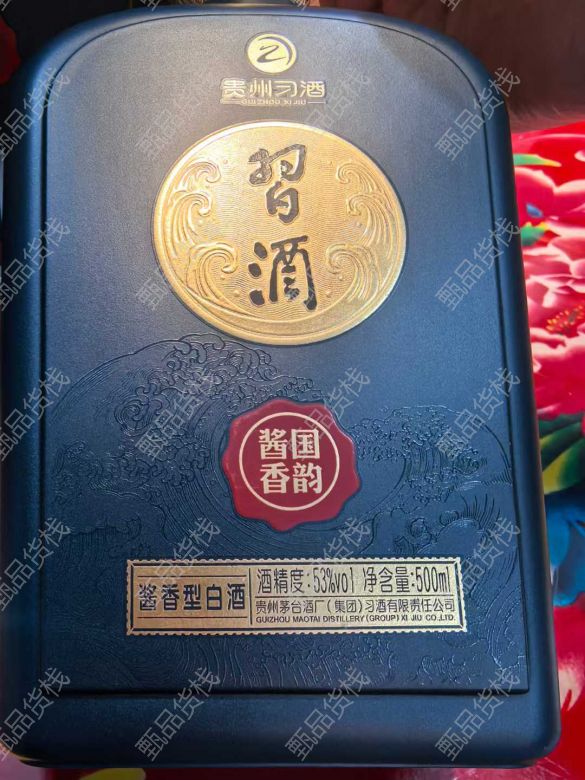 贵州习酒
GUIZHOU XI JIU
習酒
酱国
香韵
酱香型白酒
酒精度:53%vol 净含量:500ml
贵州茅台酒厂(集团)习酒有限责任公司
GUIZHOU MAOTAI DISTILLERY (GROUP) XI JIU CO.,LTD.
甄品货栈